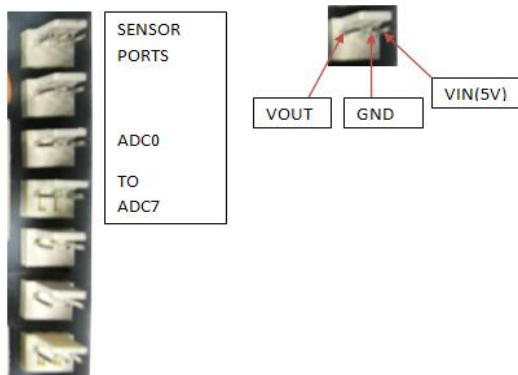 SENSOR
PORTS
ADC0
TO
ADC7
VOUT
GND
VIN(5V)